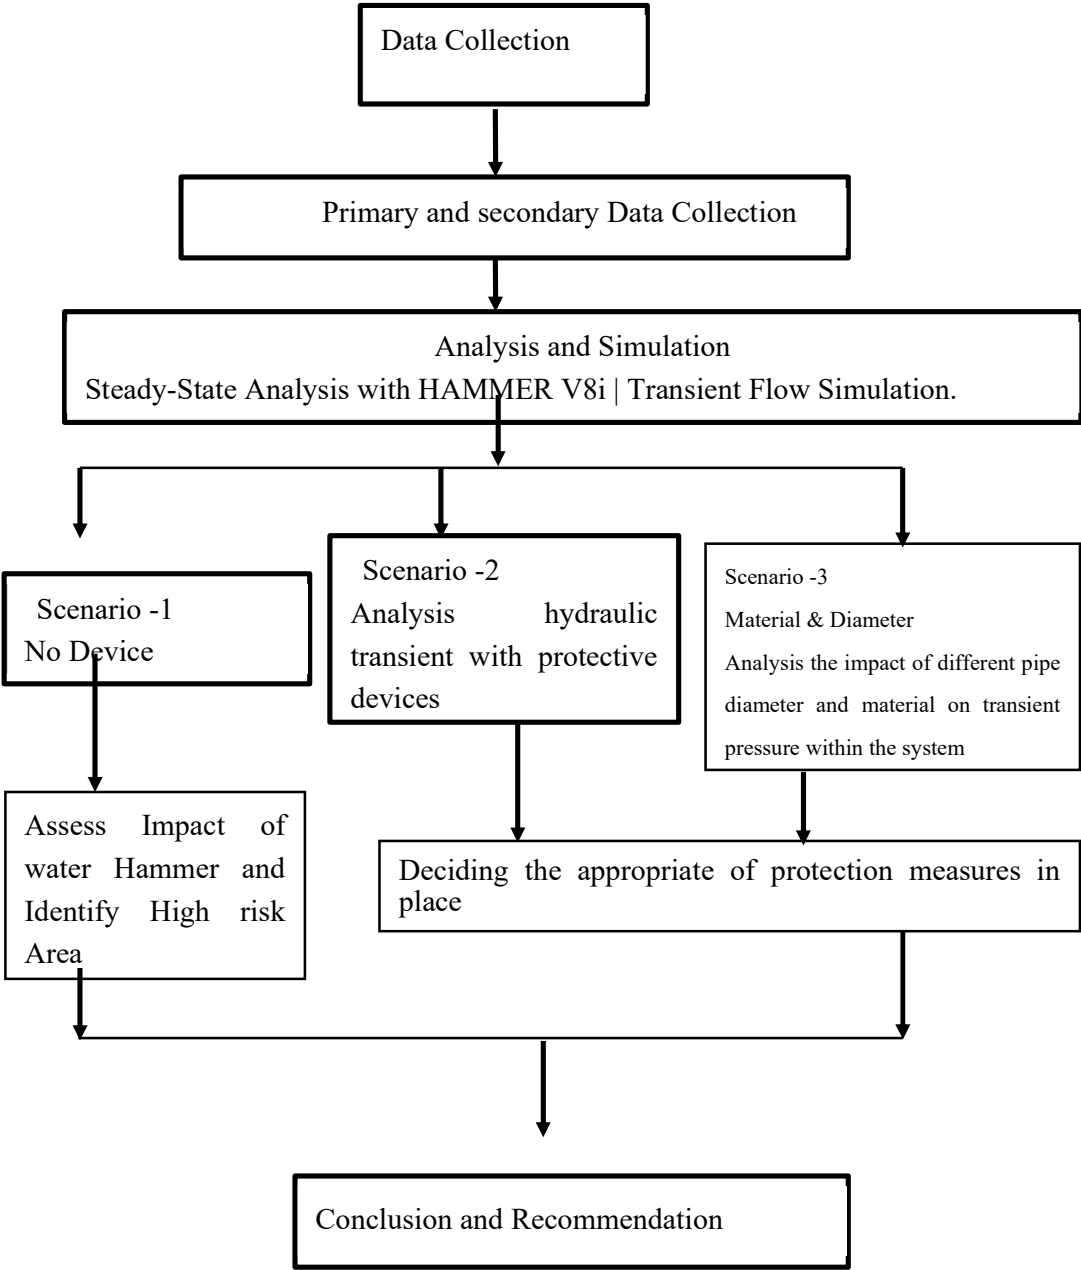 Data Collection
Primary and secondary Data Collection
Analysis and Simulation
Steady-State Analysis with HAMMER V8i | Transient Flow Simulation.
Scenario -1
No Device
Scenario -2
Analysis hydraulic
transient with protective
devices
Scenario -3
Material & Diameter
Analysis the impact of different pipe
diameter and material on transient
pressure within the system
Assess Impact of
water Hammer and
Identify High risk
Area
Deciding the appropriate of protection measures in
place
Conclusion and Recommendation